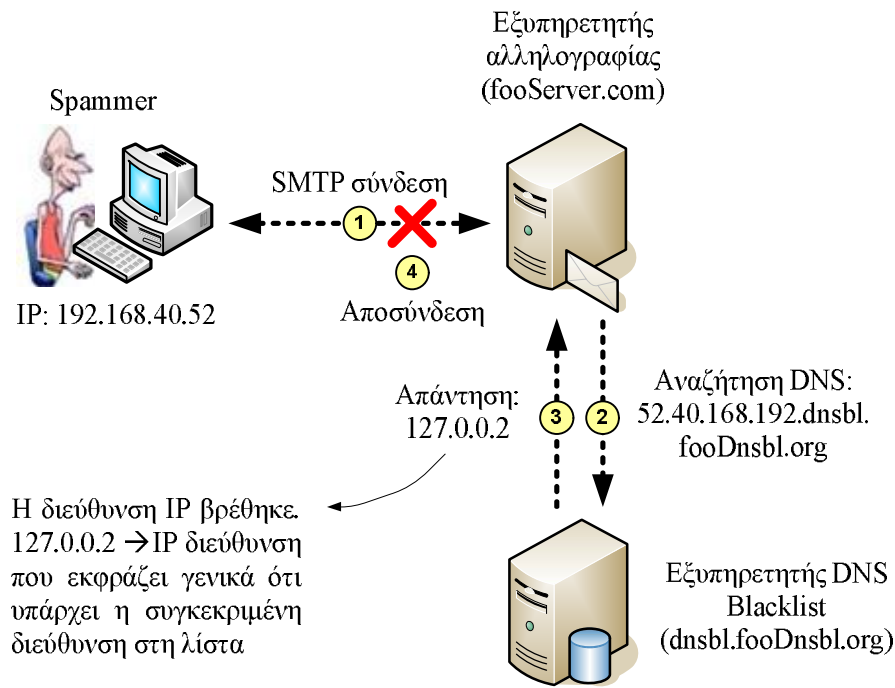 Εξυπηρετητής
αλληλογραφίας
(fooServer.com)
Spammer
SMTP σύνδεση
1
4
Αποσύνδεση
IP: 192.168.40.52
Απάντηση:
127.0.0.2
3
2
Αναζήτηση DNS:
52.40.168.192.dnsbl.
fooDnsbl.org
Η διεύθυνση IP βρέθηκε.
127.0.0.2 → IP διεύθυνση
που εκφράζει γενικά ότι
υπάρχει η συγκεκριμένη
διεύθυνση στη λίστα
Εξυπηρετητής DNS
Blacklist
(dnsbl.fooDnsbl.org)